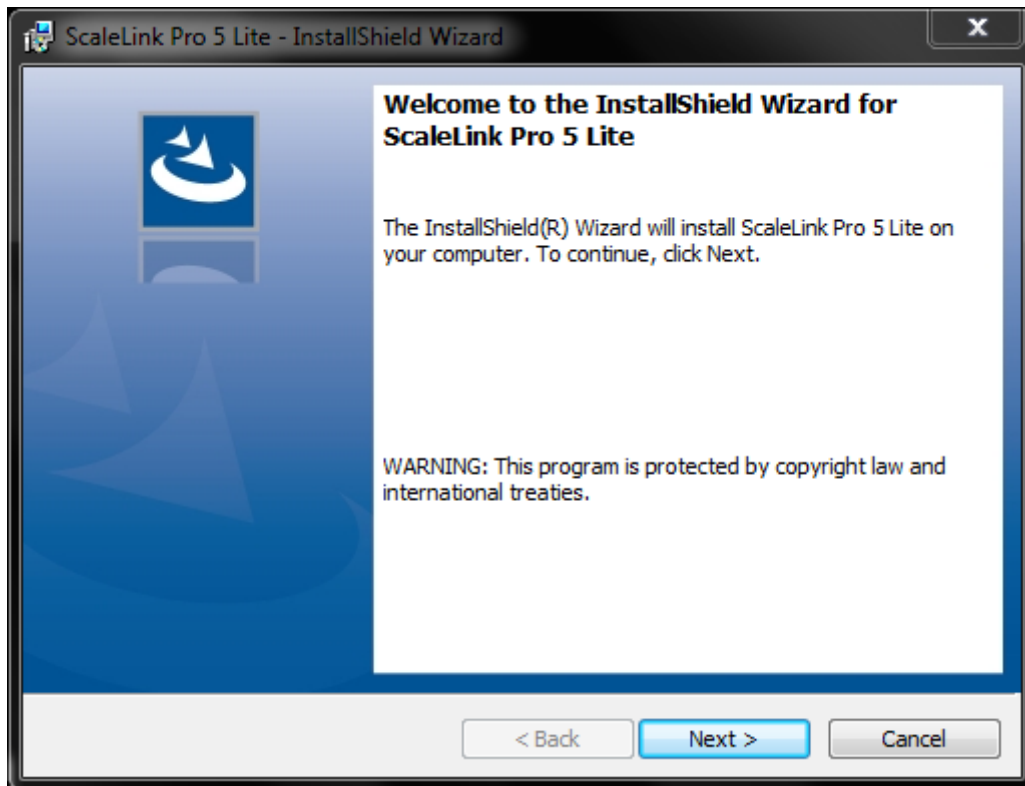 ScaleLink Pro 5 Lite - InstallShield Wizard
Welcome to the InstallShield Wizard for
ScaleLink Pro 5 Lite
The InstallShield(R) Wizard will install ScaleLink Pro 5 Lite on
your computer. To continue, click Next.
WARNING: This program is protected by copyright law and
international treaties.
< Back
Next >
Cancel